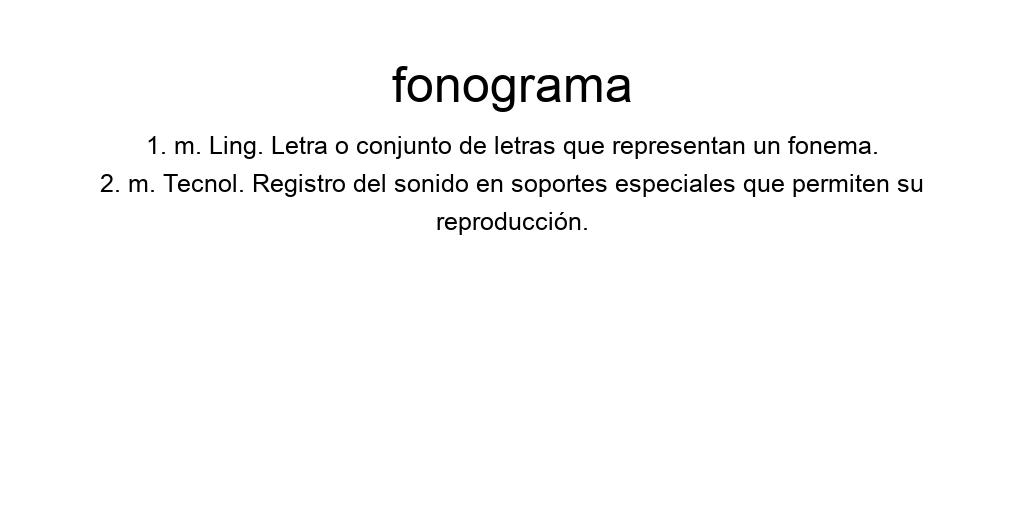 fonograma
1. m. Ling. Letra o conjunto de letras que representan un fonema.
2. m. Tecnol. Registro del sonido en soportes especiales que permiten su
reproducción.